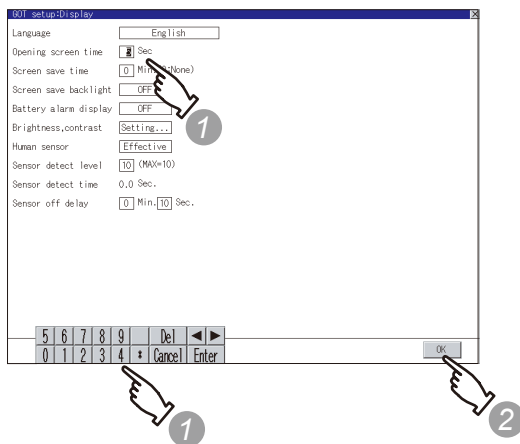 GOT setup:Display
Language English
Opening screen time Sec
Screen save time 0 Min.(0:None)
Screen save backlight OFF
Battery alarm display OFF
1
Brightness,contrast Setting...
Human sensor Effective
Sensor detect level 10 (MAX=10)
Sensor detect time 0.0 Sec.
Sensor off delay 0 Min. 10 Sec.
5 6 7 8 9 Del ◀ ▶
0 1 2 3 4 Cancel Enter
OK
1
2